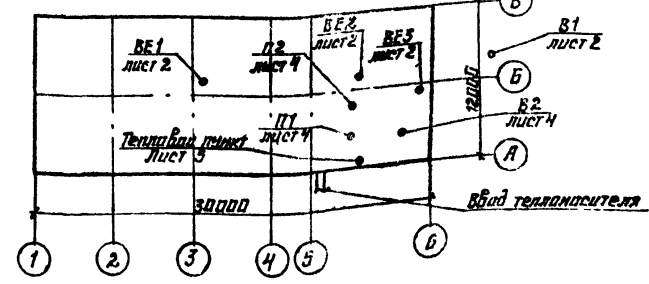 В
ВЕ1
лист 2
П2
лист 4
ВЕ2
лист 2
ВЕ3
лист 2
В1
лист 2
Б
12000
П1
лист 4
В2
лист 4
Тепловой пункт
Лист 5
А
30000
Ввод теплоносителя
1
2
3
4
5
6